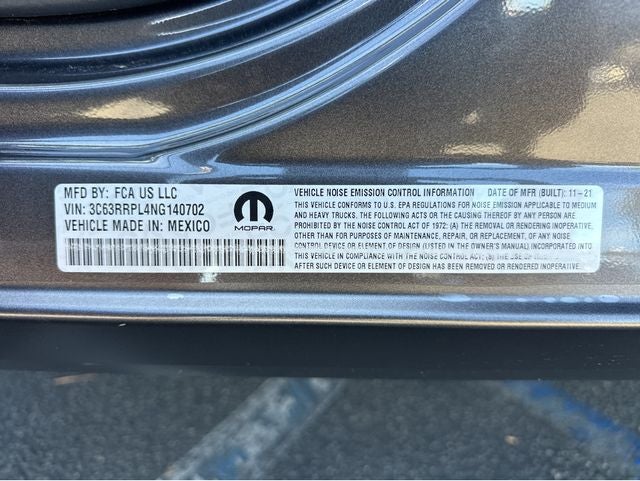 MFD BY: FCA US LLC
VIN: 3C63RRPL4NG140702
VEHICLE MADE IN: MEXICO
MOPAR
VEHICLE NOISE EMISSION CONTROL INFORMATION DATE OF MFR (BUILT): 11-21
THIS VEHICLE CONFORMS TO U.S. EPA REGULATIONS FOR NOISE EMISSION APPLICABLE TO MEDIUM
AND HEAVY TRUCKS. THE FOLLOWING ACTS OR THE CAUSING THEREOF BY ANY PERSON ARE
PROHIBITED BY THE NOISE CONTROL ACT OF 1972: (A) THE REMOVAL OR RENDERING INOPERATIVE,
OTHER THAN FOR PURPOSES OF MAINTENANCE, REPAIR, OR REPLACEMENT, OF ANY NOISE
CONTROL DEVICE OR ELEMENT OF DESIGN (LISTED IN THE OWNER'S MANUAL) INCORPORATED INTO
THIS VEHICLE IN COMPLIANCE WITH THE NOISE CONTROL ACT; (B) THE USE OF
AFTER SUCH DEVICE OR ELEMENT HAS BEEN REMOVED OR RENDERED INOPERATIVE.